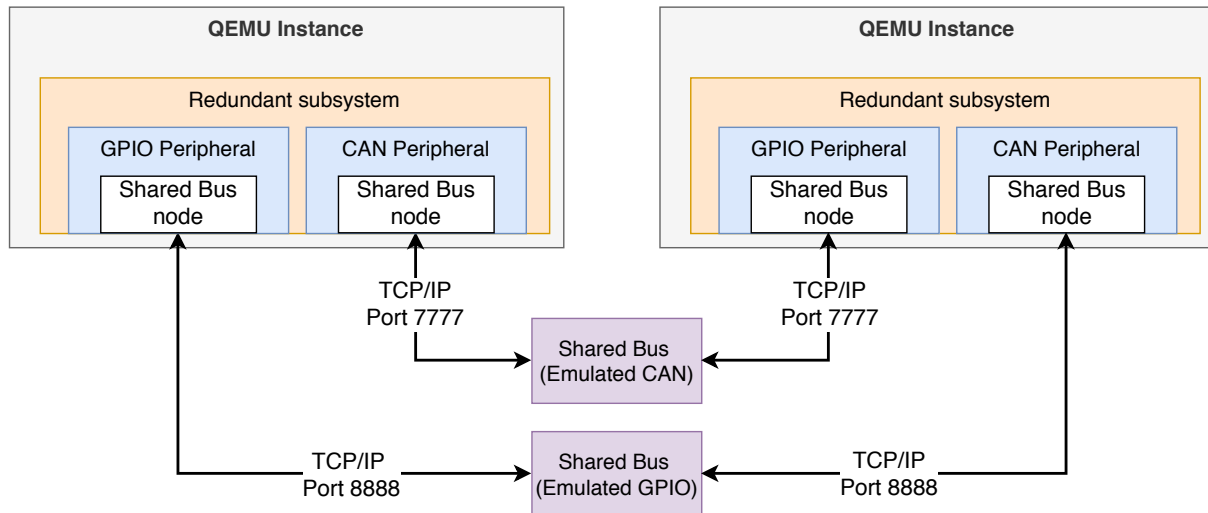 QEMU Instance
Redundant subsystem
GPIO Peripheral
Shared Bus
node
CAN Peripheral
Shared Bus
node
QEMU Instance
Redundant subsystem
GPIO Peripheral
Shared Bus
node
CAN Peripheral
Shared Bus
node
TCP/IP
Port 7777
TCP/IP
Port 7777
Shared Bus
(Emulated CAN)
TCP/IP
Port 8888
Shared Bus
(Emulated GPIO)
TCP/IP
Port 8888